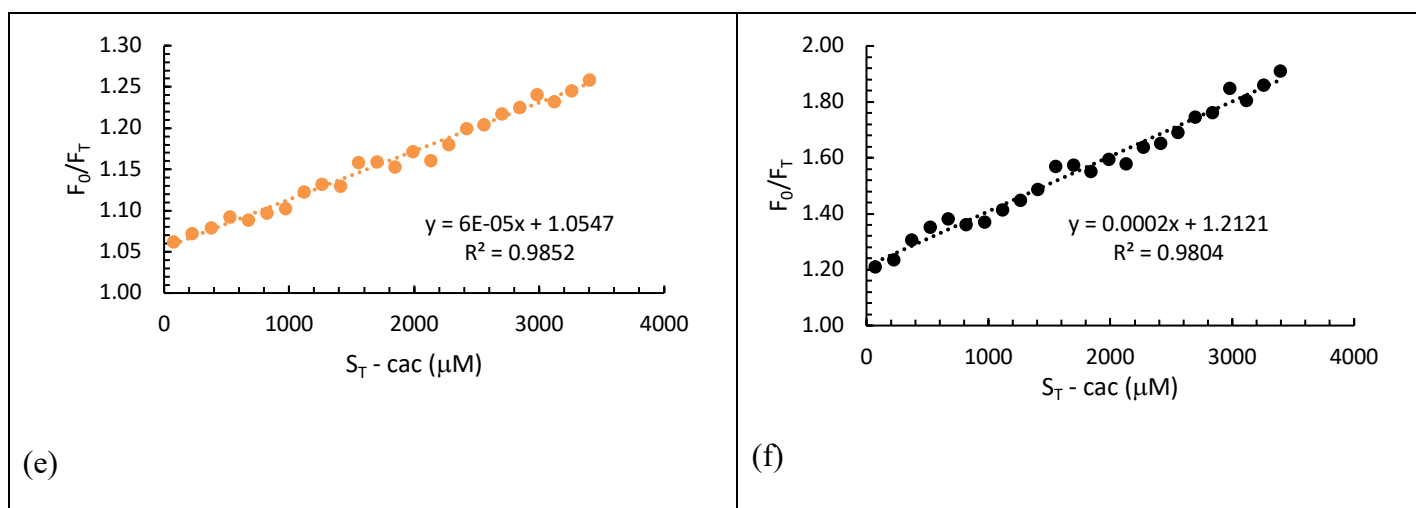 1.30
1.25
1.20
1.15
1.10
1.05
1.00
F0/FT
y = 6E-05x + 1.0547
R² = 0.9852
0 1000 2000 3000 4000
ST - cac (μM)
(e)
2.00
1.80
1.60
1.40
1.20
1.00
F0/FT
y = 0.0002x + 1.2121
R² = 0.9804
0 1000 2000 3000 4000
ST - cac (μM)
(f)